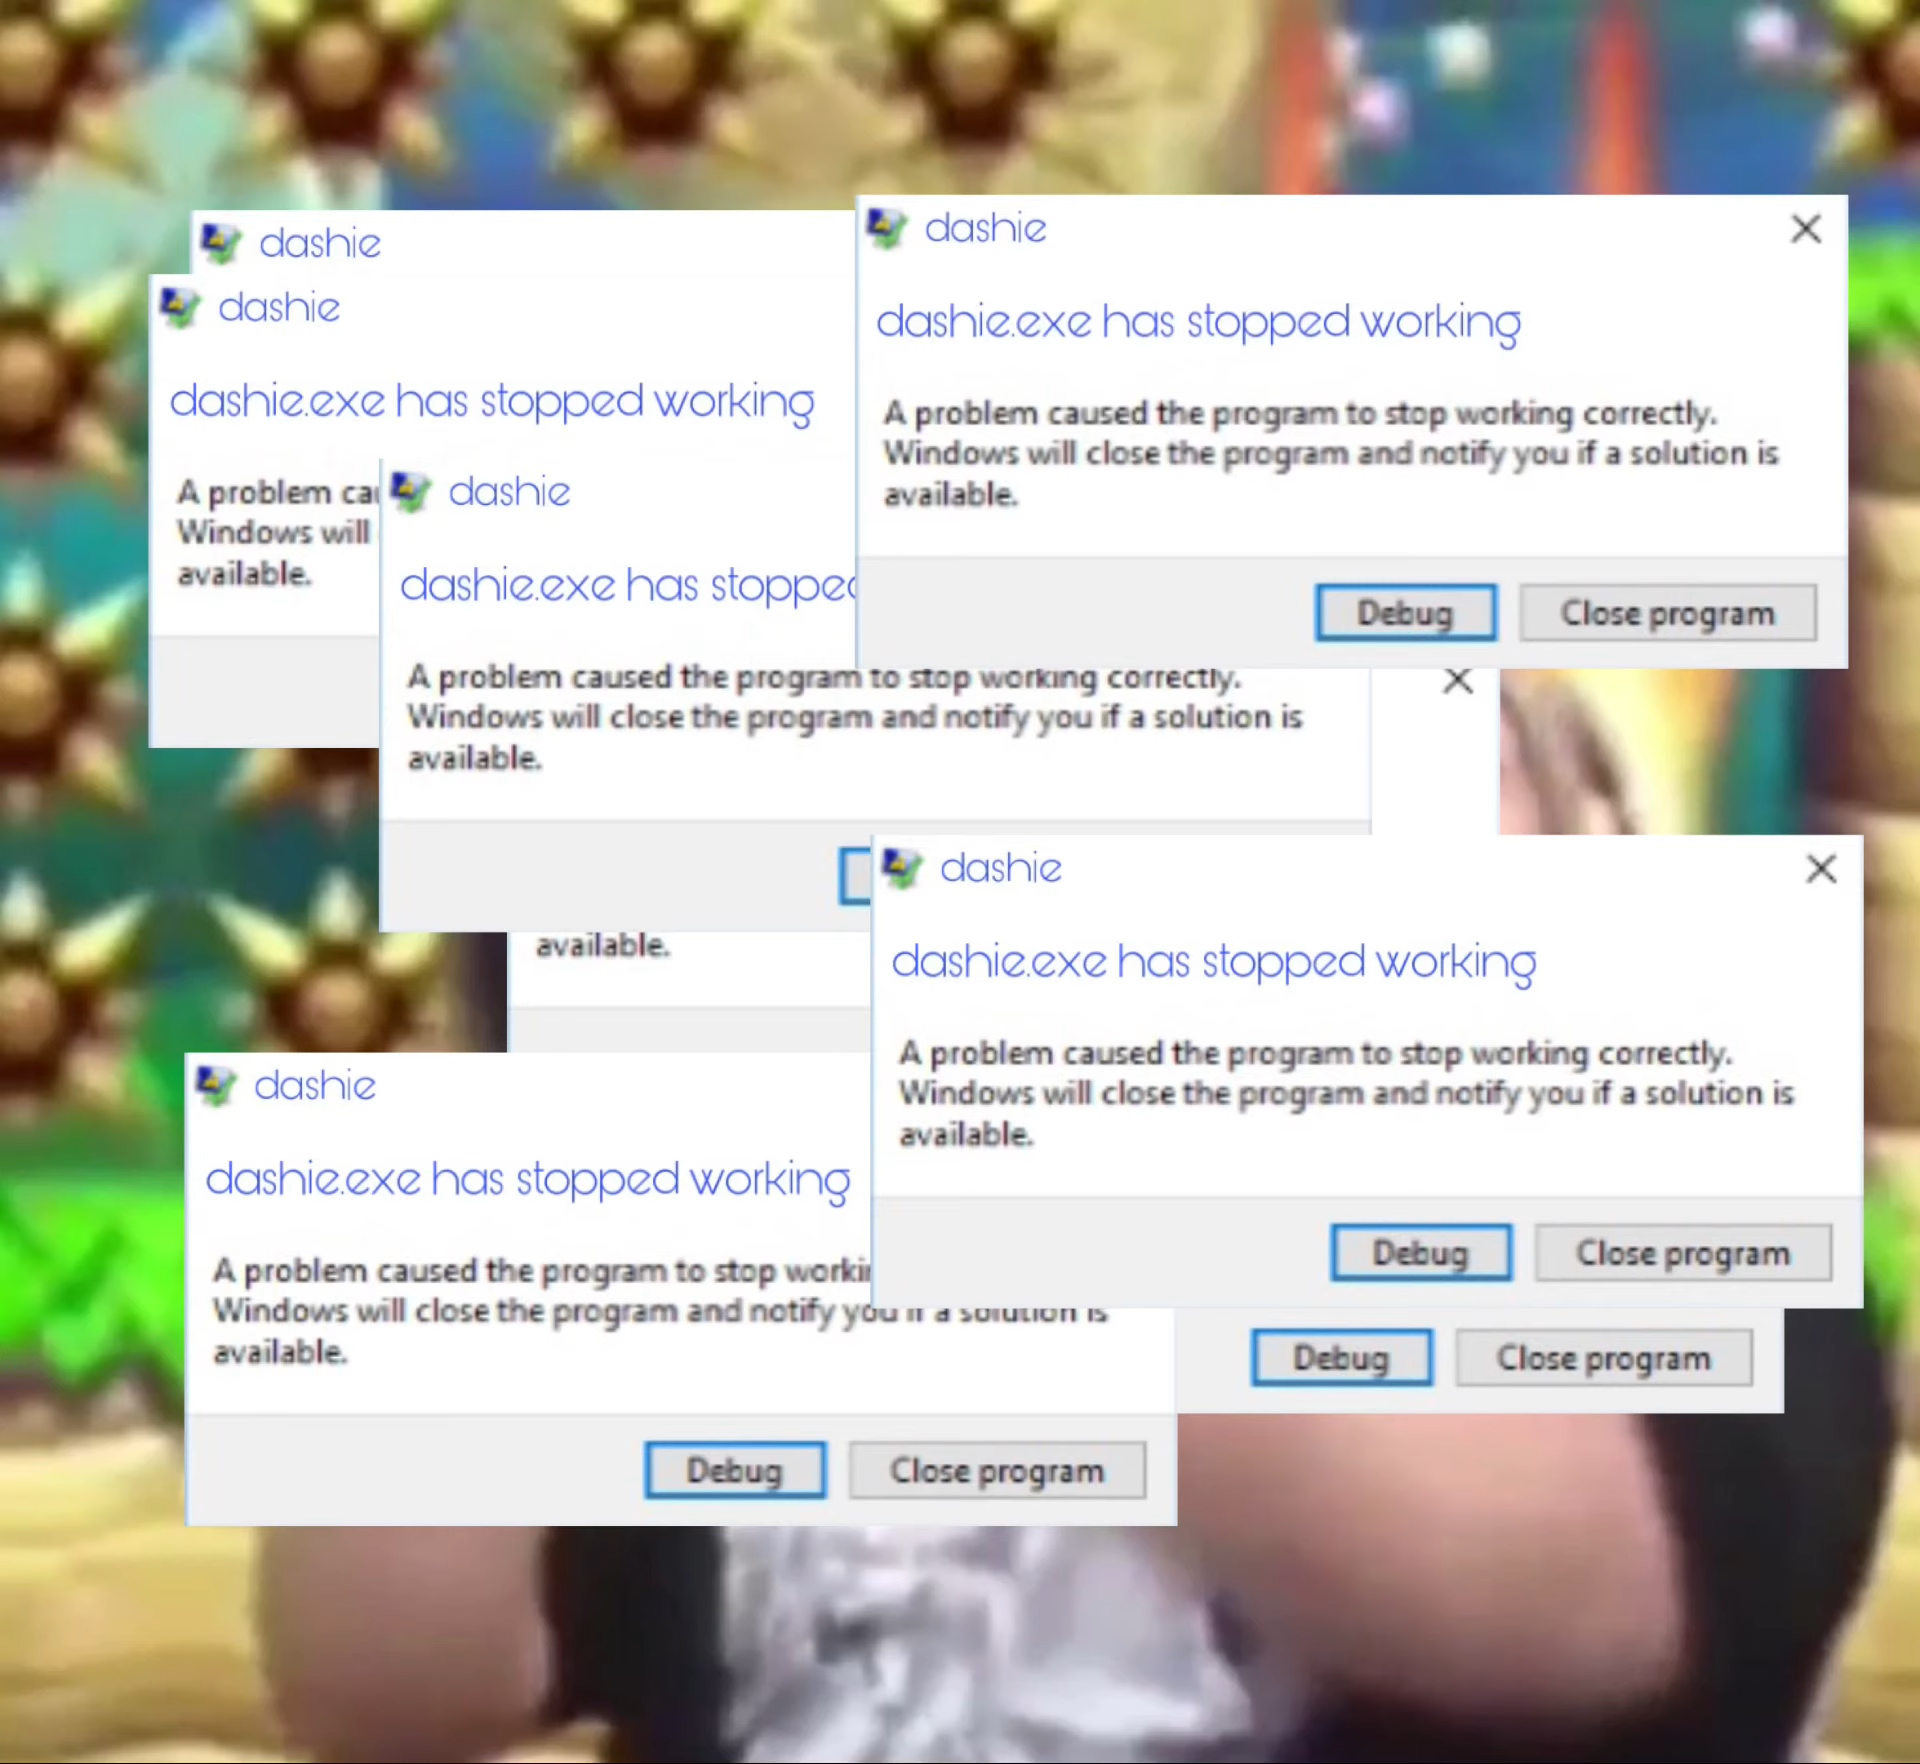 dashie
dashie
dashie.exe has stopped working
A problem
Windows will
available.
dashie
dashie.exe has stopped working
A problem caused the program to stop working correctly.
Windows will close the program and notify you if a solution is
available.
Debug Close program
dashie
dashie.exe has
A problem caused the program to stop working correctly.
Windows will close the program and notify you if a solution is
available.
available.
dashie
dashie.exe has stopped working
A problem caused the program to stop working correctly.
Windows will close the program and notify you if a solution is
available.
Debug Close program
dashie
dashie.exe has stopped working
A problem caused the program to stop
Windows will close the program and notify you if a solution is
available.
Debug Close program
Debug Close program